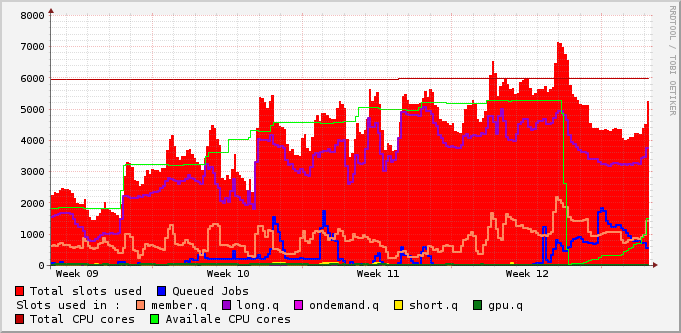 8000
7000
6000
5000
4000
3000
2000
1000
0
Week 09 Week 10 Week 11 Week 12
RRDTOOL / TOBI OETIKER
Total slots used Queued Jobs
Slots used in : member.q long.q ondemand.q short.q gpu.q
Total CPU cores Availale CPU cores